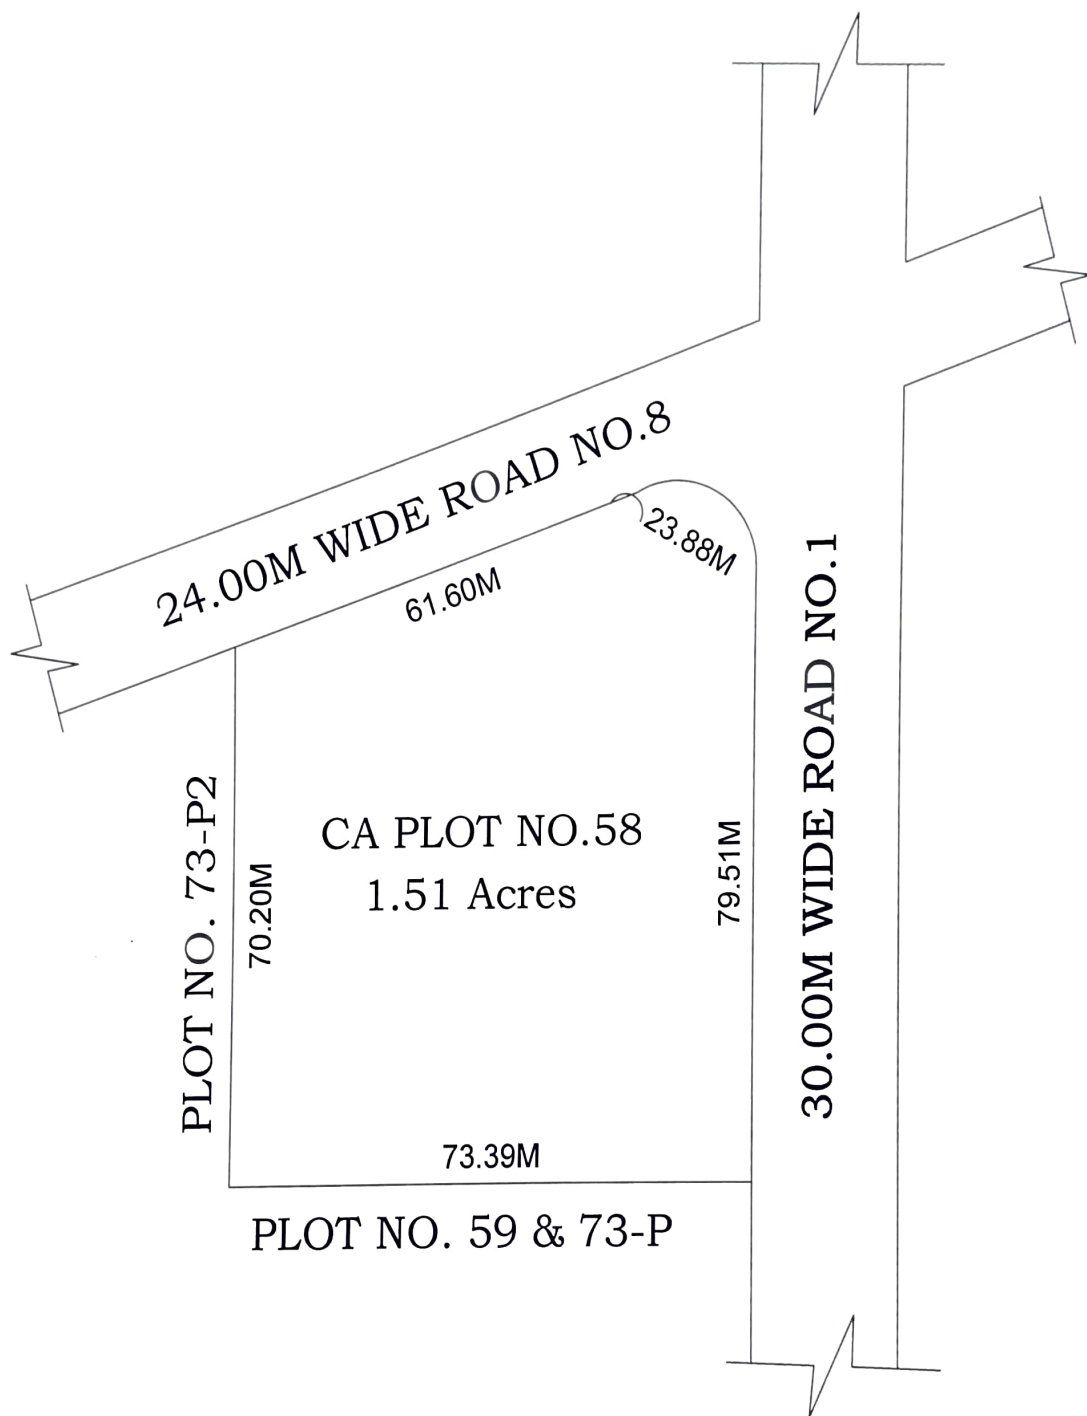 24.00M WIDE ROAD NO.8
23.88M
61.60M
30.00M WIDE ROAD NO.1
PLOT NO. 73-P2
70.20M
CA PLOT NO.58
1.51 Acres
79.51M
73.39M
PLOT NO. 59 & 73-P